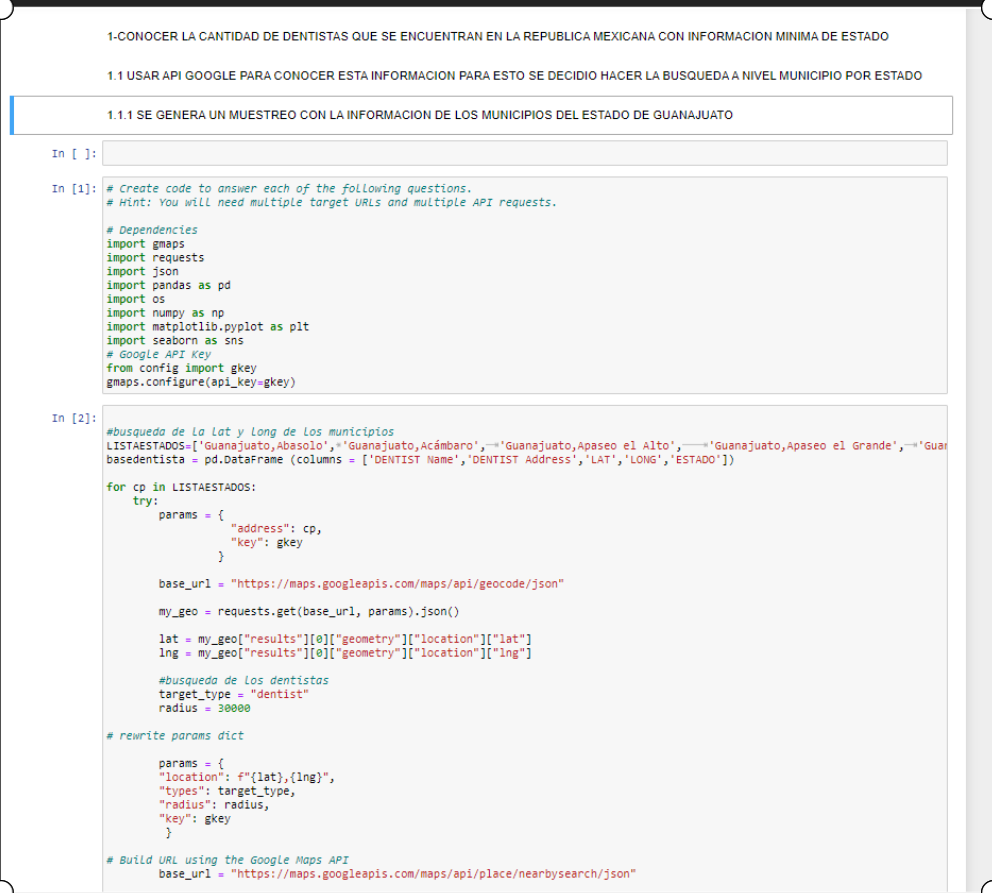 1-CONOCER LA CANTIDAD DE DENTISTAS QUE SE ENCUENTRAN EN LA REPUBLICA MEXICANA CON INFORMACION MINIMA DE ESTADO
1.1 USAR API GOOGLE PARA CONOCER ESTA INFORMACION PARA ESTO SE DECIDIO HACER LA BUSQUEDA A NIVEL MUNICIPIO POR ESTADO
1.1.1 SE GENERA UN MUESTREO CON LA INFORMACION DE LOS MUNICIPIOS DEL ESTADO DE GUANAJUATO
In [ ]:
In [1]: # Create code to answer each of the following questions.
# Hint: You will need multiple target URLs and multiple API requests.
# Dependencies
import gmaps
import requests
import json
import pandas as pd
import os
import numpy as np
import matplotlib.pyplot as plt
import seaborn as sns
# Google API Key
from config import gkey
gmaps.configure(api_key=gkey)
In [2]:
#busqueda de la lat y long de los municipios
LISTAESTADOS=['Guanajuato,Abasolo', 'Guanajuato,Acámbaro', 'Guanajuato,Apaseo el Alto', 'Guanajuato,Apaseo el Grande', 'Guan
basedentista = pd.DataFrame (columns = ['DENTIST Name','DENTIST Address','LAT','LONG','ESTADO'])
for cp in LISTAESTADOS:
try:
params = {
"address": cp,
"key": gkey
}
base_url = "https://maps.googleapis.com/maps/api/geocode/json"
my_geo = requests.get(base_url, params).json()
lat = my_geo["results"][0]["geometry"]["location"]["lat"]
lng = my_geo["results"][0]["geometry"]["location"]["lng"]
#busqueda de los dentistas
target_type = "dentist"
radius = 30000
# rewrite params dict
params = {
"location": f"{lat},{lng}",
"types": target_type,
"radius": radius,
"key": gkey
}
# Build URL using the Google Maps API
base_url = "https://maps.googleapis.com/maps/api/place/nearbysearch/json"